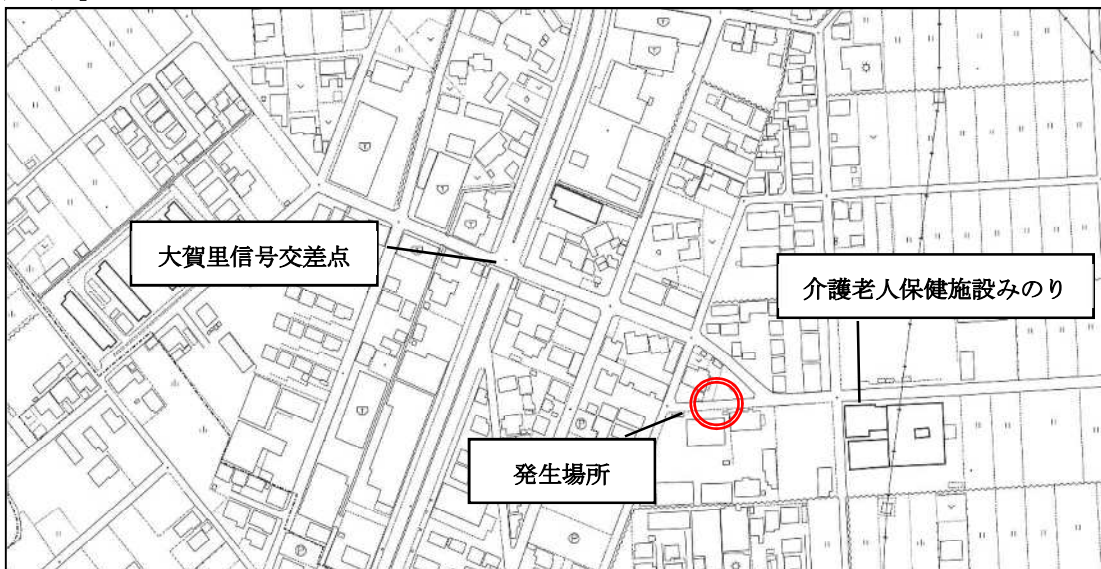 大賀里信号交差点
介護老人保健施設みのり
発生場所